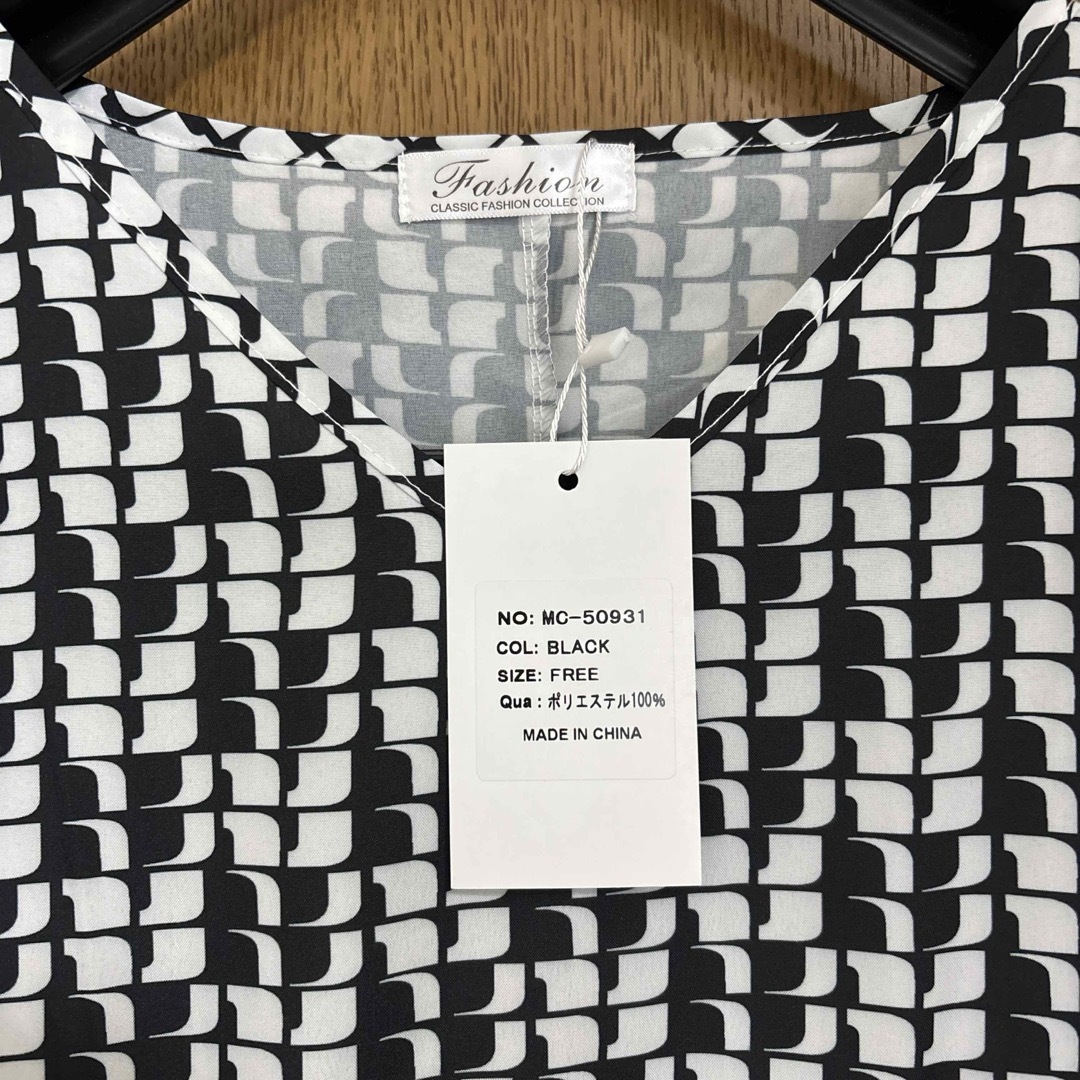 Fashion
CLASSIC FASHION COLLECTION
NO: MC-50931
COL: BLACK
SIZE: FREE
Qua : ポリエステル100%
MADE IN CHINA